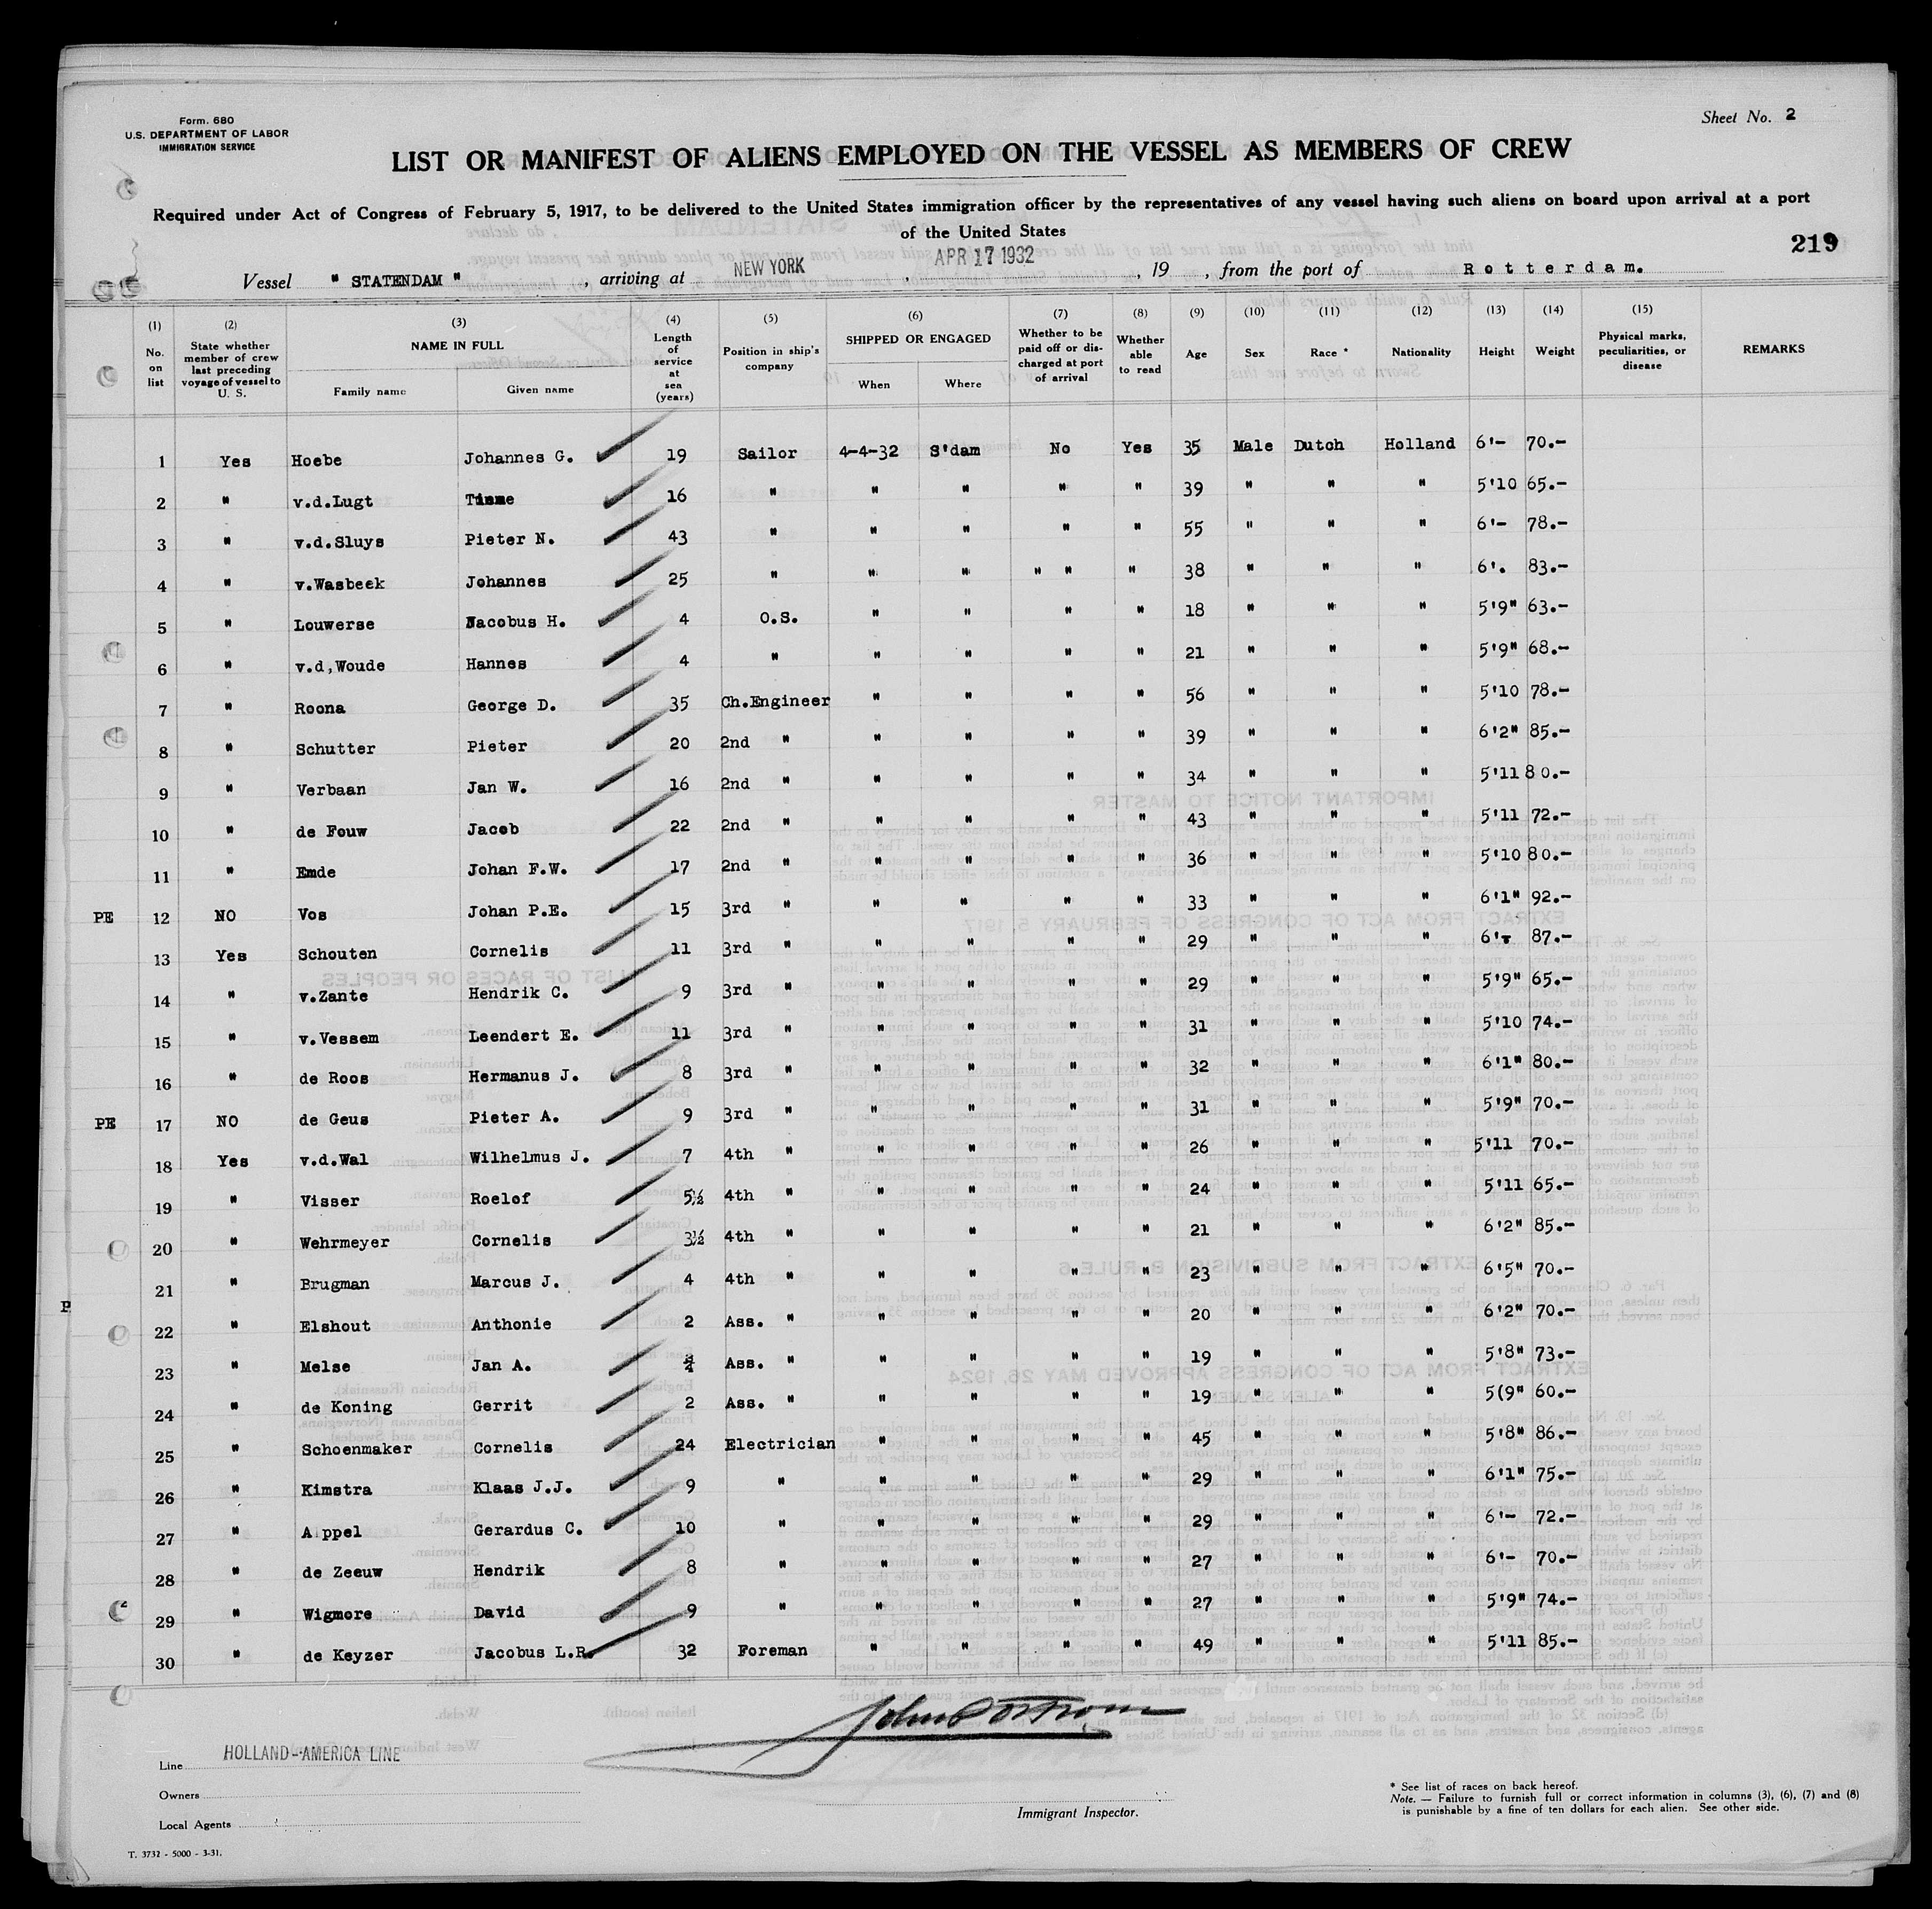 Form. 680
U.S. DEPARTMENT OF LABOR
IMMIGRATION SERVICE
Sheet No. 2
LIST OR MANIFEST OF ALIENS EMPLOYED ON THE VESSEL AS MEMBERS OF CREW
Required under Act of Congress of February 5, 1917, to be delivered to the United States immigration officer by the representatives of any vessel having such aliens on board upon arrival at a port
of the United States
219
Vessel " STATENDAM " , arriving at NEW YORK , APR 17 1932 , 19 , from the port of Rotterdam.
(1) No. on list (2) State whether member of crew last preceding voyage of vessel to U. S. (3) NAME IN FULL Family name Given name (4) Length of service at sea (years) (5) Position in ship's company (6) SHIPPED OR ENGAGED When Where (7) Whether to be paid off or discharged at port of arrival (8) Whether able to read (9) Age (10) Sex (11) Race * (12) Nationality (13) Height (14) Weight (15) Physical marks, peculiarities, or disease REMARKS
1 Yes Hoebe Johannes G. 19 Sailor 4-4-32 S'dam No Yes 35 Male Dutch Holland 6'- 70.-
2 " v.d.Lugt 16 " " " " " 39 " " " 5'10 65.-
3 " v.d.Sluys Pieter N. 43 " " " " " 55 " " " 6'- 78.-
4 " v.Wasbeek Johannes 25 " " " " " " 38 " " " 6'. 83.-
5 " Louwerse Jacobus H. 4 O.S. " " " " 18 " " " 5'9" 63.-
6 " v.d,Woude Hannes 4 " " " " " 21 " " " 5'9" 68.-
7 " Roona George D. 35 Ch.Engineer " " " " 56 " " " 5'10 78.-
8 " Schutter Pieter 20 2nd " " " " " 39 " " " 6'2" 85.-
9 " Verbaan Jan W. 16 2nd " " " " " 34 " " " 5'11 80.-
10 " de Fouw Jacob 22 2nd " " " " " 43 " " " 5'11 72.-
11 " Emde Johan F.W. 17 2nd " " " " " 36 " " " 5'10 80.-
PE 12 NO Vos Johan P.E. 15 3rd " " " " " 33 " " " 6'1" 92.-
13 Yes Schouten Cornelis 11 3rd " " " " " 29 " " " 6'- 87.-
14 " v.Zante Hendrik C. 9 3rd " " " " " 29 " " " 5'9" 65.-
15 " v.Vessem Leendert E. 11 3rd " " " " " 31 " " " 5'10 74.-
16 " de Roos Hermanus J. 8 3rd " " " " " 32 " " " 6'1" 80.-
PE 17 NO de Geus Pieter A. 9 3rd " " " " " 31 " " " 5'9" 70.-
18 Yes v.d.Wal Wilhelmus J. 7 4th " " " " " 26 " " " 5'11 70.-
19 " Visser Roelof 5½ 4th " " " " " 24 " " " 5'11 65.-
20 " Wehrmeyer Cornelis 3½ 4th " " " " " 21 " " " 6'2" 85.-
21 " Brugman Marcus J. 4 4th " " " " " 23 " " " 6'5" 70.-
P
22 " Elshout Anthonie 2 Ass. " " " " " 20 " " " 6'2" 70.-
23 " Melse Jan A. Ass. " " " " " 19 " " " 5'8" 73.-
24 " de Koning Gerrit 2 Ass. " " " " " 19 " " " 5(9" 60.-
25 " Schoenmaker Cornelis 24 Electrician " " " " 45 " " " 5'8" 86.-
26 " Kimstra Klaas J.J. 9 " " " " " 29 " " " 6'1" 75.-
27 " Appel Gerardus C. 10 " " " " " 29 " " " 6'- 72.-
28 " de Zeeuw Hendrik 8 " " " " " 27 " " " 6'- 70.-
29 " Wigmore David 9 " " " " " 27 " " " 5'9" 74.-
30 " de Keyzer Jacobus L.R. 32 Foreman " " " " 49 " " " 5'11 85.-
Line HOLLAND-AMERICA LINE
Owners
Local Agents
Immigrant Inspector.
* See list of races on back hereof.
Note. — Failure to furnish full or correct information in columns (3), (6), (7) and (8)
is punishable by a fine of ten dollars for each alien. See other side.
T. 3732 - 5000 - 3-31.